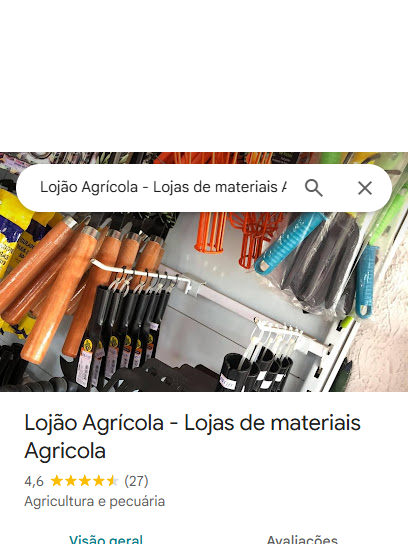 Lojão Agrícola - Lojas de materiais A
Lojão Agrícola - Lojas de materiais
Agricola
4,6 (27)
Agricultura e pecuária
Visão geral Avaliações